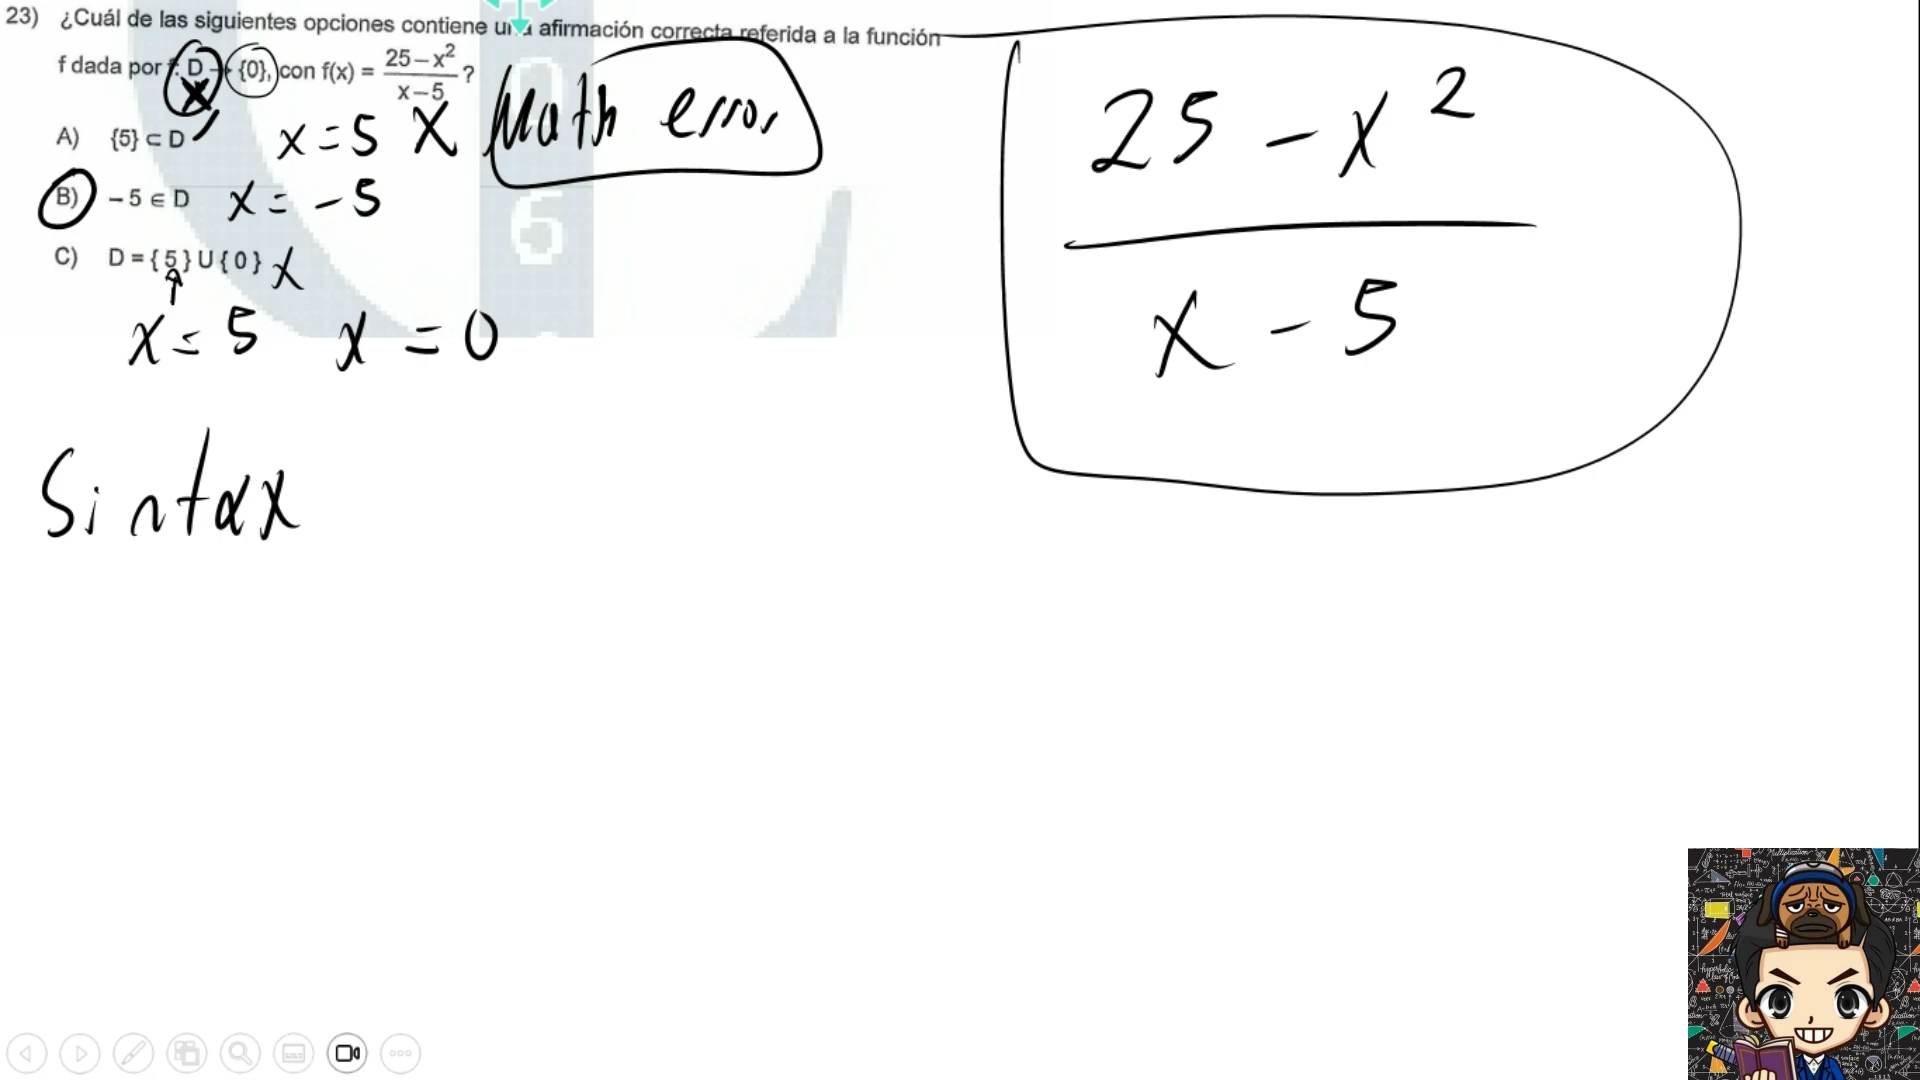 23) ¿Cuál de las siguientes opciones contiene una afirmación correcta referida a la función
f dada por f: D → {0}, con f(x) = (25 − x²)/(x − 5) ?
A) {5} ⊂ D
x = 5 X Math error
B) − 5 ∈ D
x = − 5
C) D = { 5 } U { 0 } X
x = 5 x = 0
Sintax
25 − x²
x − 5
6